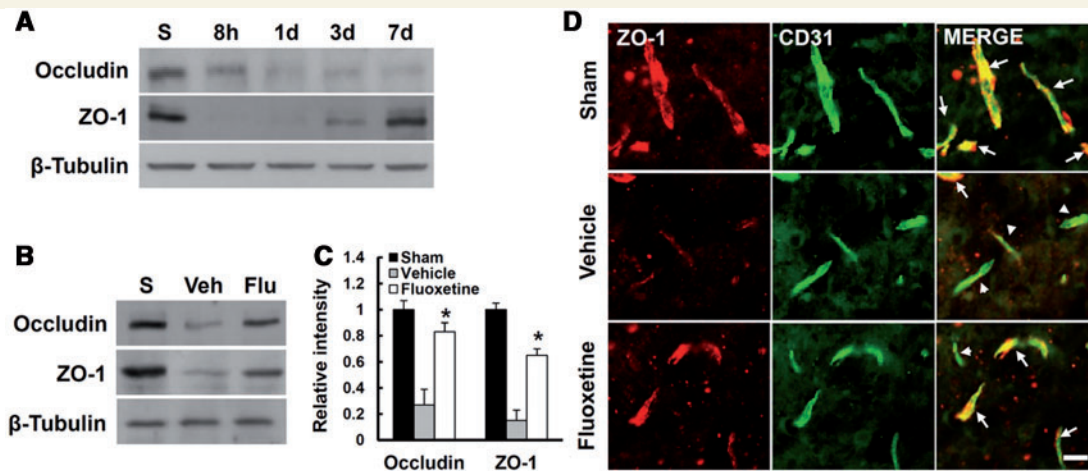 A
S 8h 1d 3d 7d
Occludin
ZO-1
β-Tubulin
B
S Veh Flu
Occludin
ZO-1
β-Tubulin
C
1.4
1.2
1
0.8
0.6
0.4
0.2
0
Relative intensity
Sham
Vehicle
Fluoxetine
*
*
Occludin ZO-1
D
ZO-1 CD31 MERGE
Sham
Vehicle
Fluoxetine